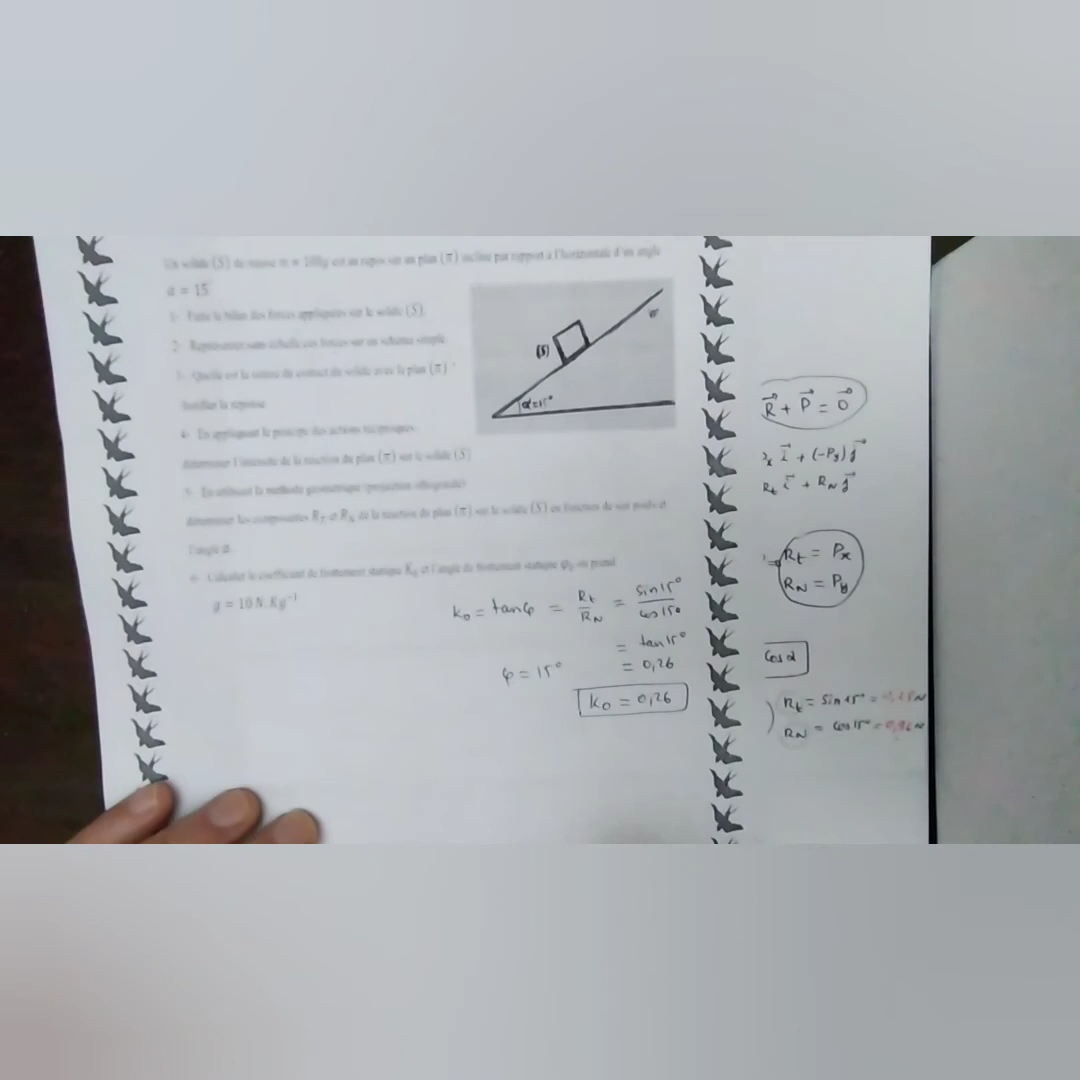 Un solide (S) de masse m = 100g est au repos sur un plan (π) incliné par rapport à l'horizontale d'un angle
α = 15
1- Faire le bilan des forces appliquées sur le solide (S).
2- Représenter sans échelle ces forces sur un schéma simple
3- Quelle est la nature du contact du solide avec le plan (π)
Justifier la réponse
4- En appliquant le principe des actions réciproques
déterminer l'intensité de la réaction du plan (π) sur le solide (S)
5- En utilisant la méthode géométrique (projection orthogonale)
déterminer les composantes R_T et R_N de la réaction du plan (π) sur le solide (S) en fonction de son poids et
l'angle α.
6- Calculer le coefficient de frottement statique K₀ et l'angle de frottement statique φ₀ on prend
g = 10 N.Kg⁻¹
(S)
π
α=15°
K₀ = tanφ = Rt/RN = sin15°/cos15°
= tan15°
φ = 15°
= 0,26
K₀ = 0,26
R⃗ + P⃗ = 0⃗
i⃗ + (-Py) j⃗
Rt i⃗ + RN j⃗
Rt = Px
RN = Py
Cos α
Rt = sin 15° =
RN = cos 15° = 0,96 N